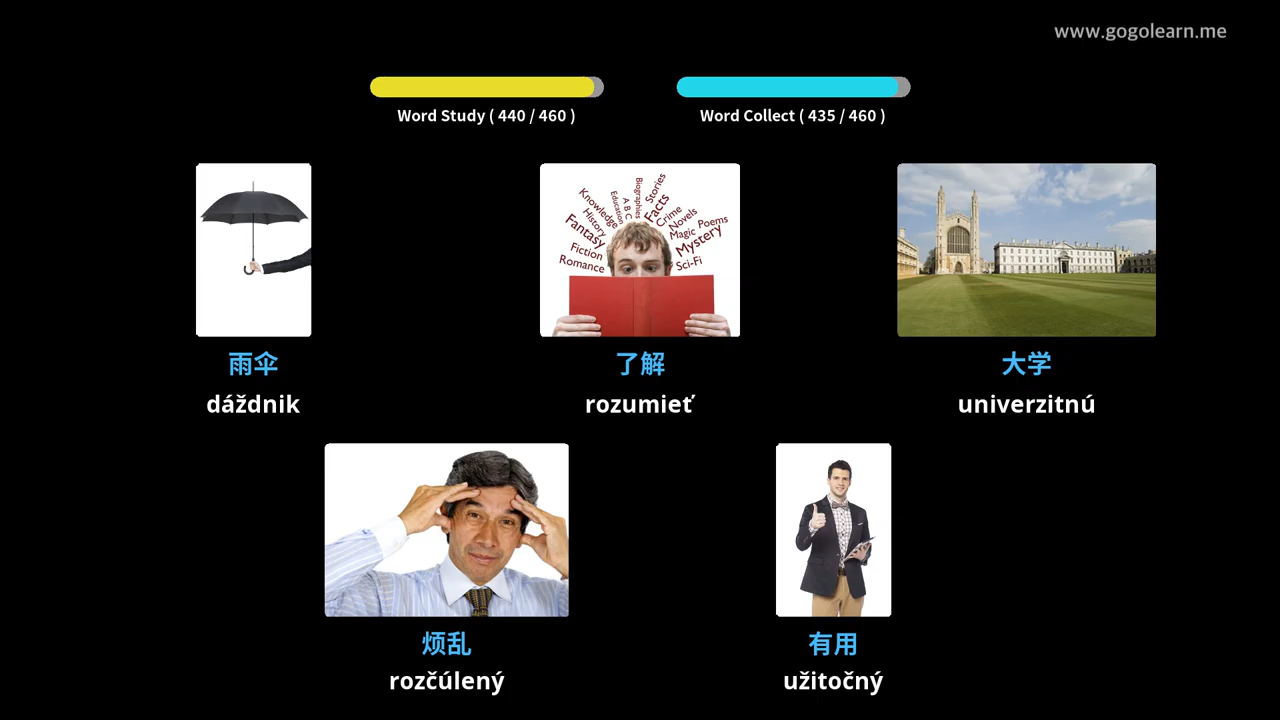 www.gogolearn.me
Word Study ( 440 / 460 )
Word Collect ( 435 / 460 )
Knowledge
History
Fantasy
Fiction
Romance
Education
A B C
Biographies
Stories
Facts
Crime
Novels
Magic
Poems
Mystery
Sci-Fi
雨伞
了解
大学
dáždnik
rozumieť
univerzitnú
烦乱
有用
rozčúlený
užitočný